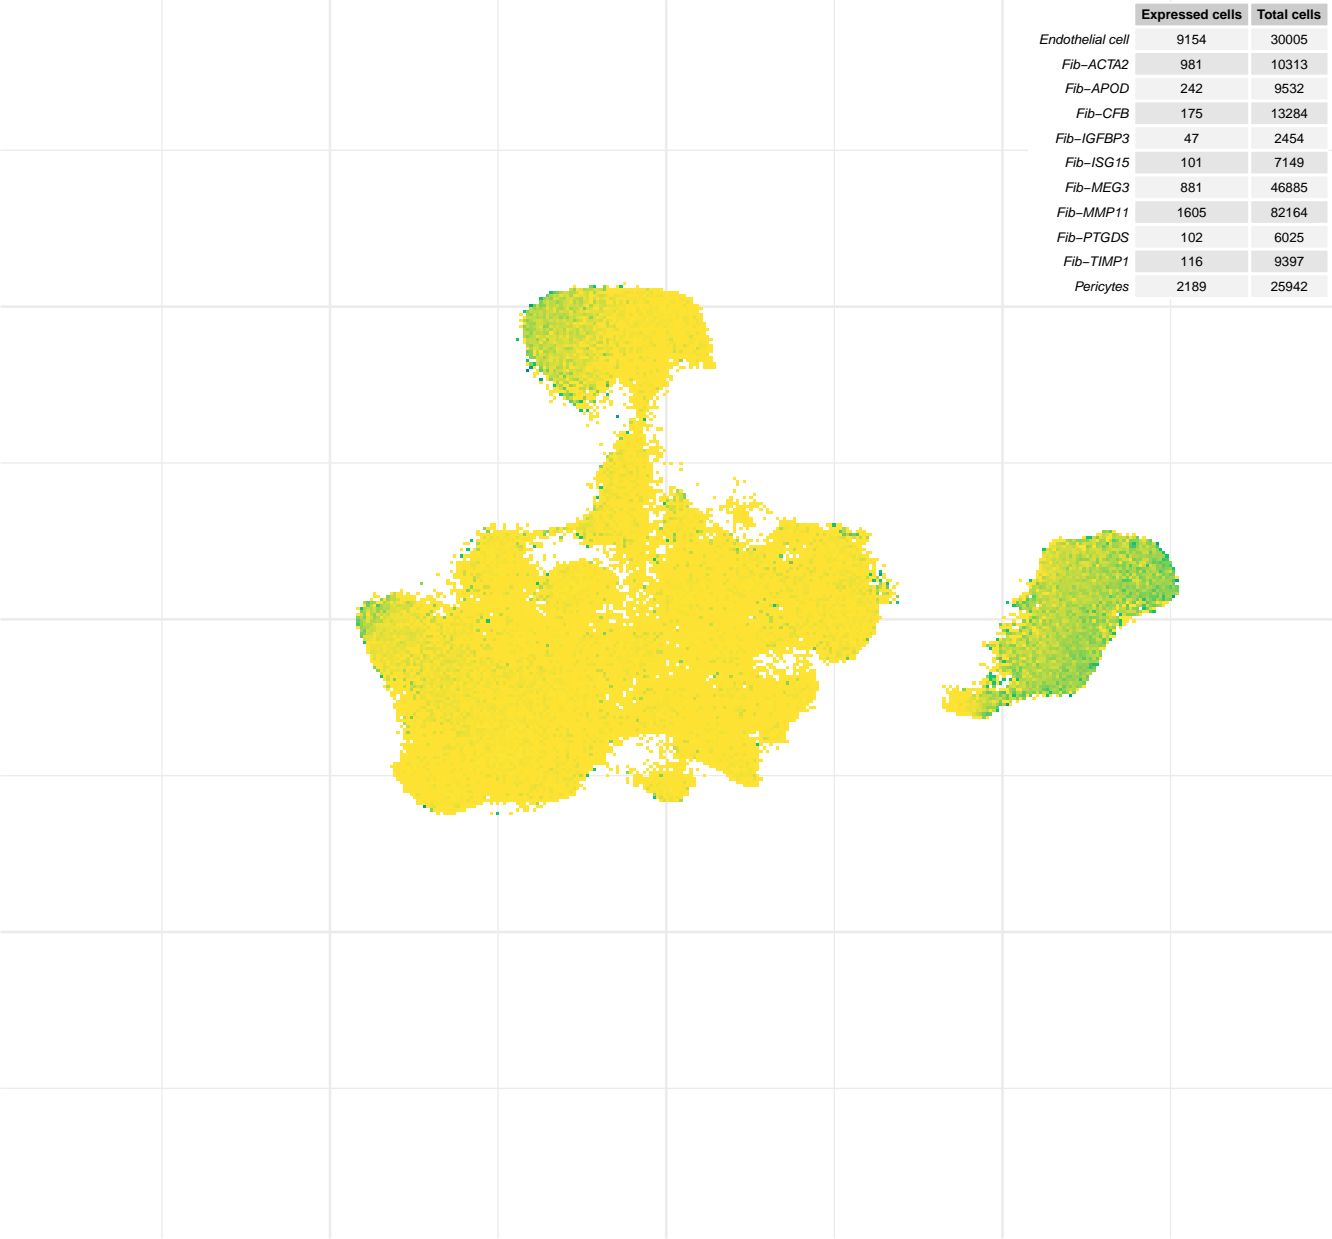 Expressed cells Total cells
Endothelial cell 9154 30005
Fib−ACTA2 981 10313
Fib−APOD 242 9532
Fib−CFB 175 13284
Fib−IGFBP3 47 2454
Fib−ISG15 101 7149
Fib−MEG3 881 46885
Fib−MMP11 1605 82164
Fib−PTGDS 102 6025
Fib−TIMP1 116 9397
Pericytes 2189 25942